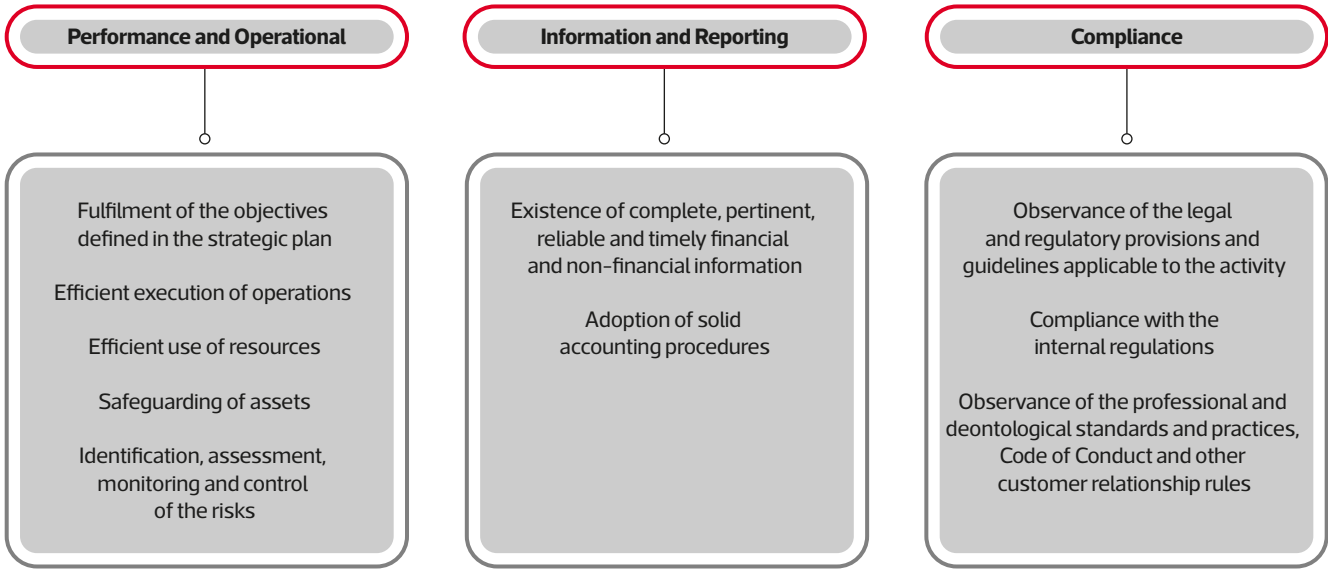 Performance and Operational
Fulfilment of the objectives
defined in the strategic plan
Efficient execution of operations
Efficient use of resources
Safeguarding of assets
Identification, assessment,
monitoring and control
of the risks
Information and Reporting
Existence of complete, pertinent,
reliable and timely financial
and non-financial information
Adoption of solid
accounting procedures
Compliance
Observance of the legal
and regulatory provisions and
guidelines applicable to the activity
Compliance with the
internal regulations
Observance of the professional and
deontological standards and practices,
Code of Conduct and other
customer relationship rules